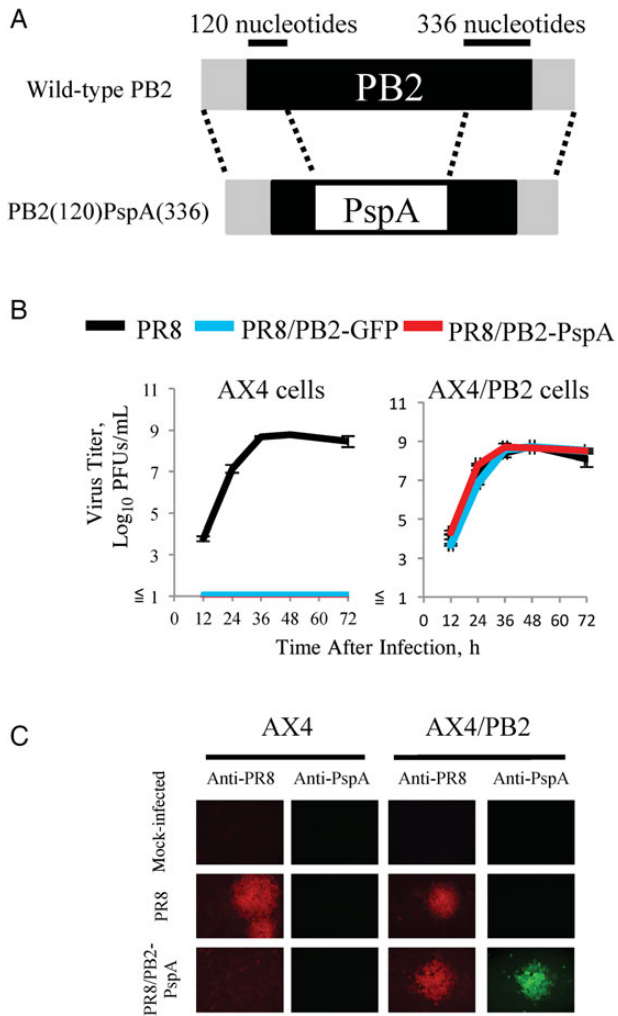 A
120 nucleotides 336 nucleotides
Wild-type PB2
PB2
PB2(120)PspA(336)
PspA
B
PR8 PR8/PB2-GFP PR8/PB2-PspA
AX4 cells AX4/PB2 cells
Virus Titer,
Log10 PFUs/mL
11 11
9 9
7 7
5 5
3 3
≤ 1 ≤ 1
0 12 24 36 48 60 72 0 12 24 36 48 60 72
Time After Infection, h
C
AX4 AX4/PB2
Anti-PR8 Anti-PspA Anti-PR8 Anti-PspA
Mock-infected
PR8
PR8/PB2-
PspA